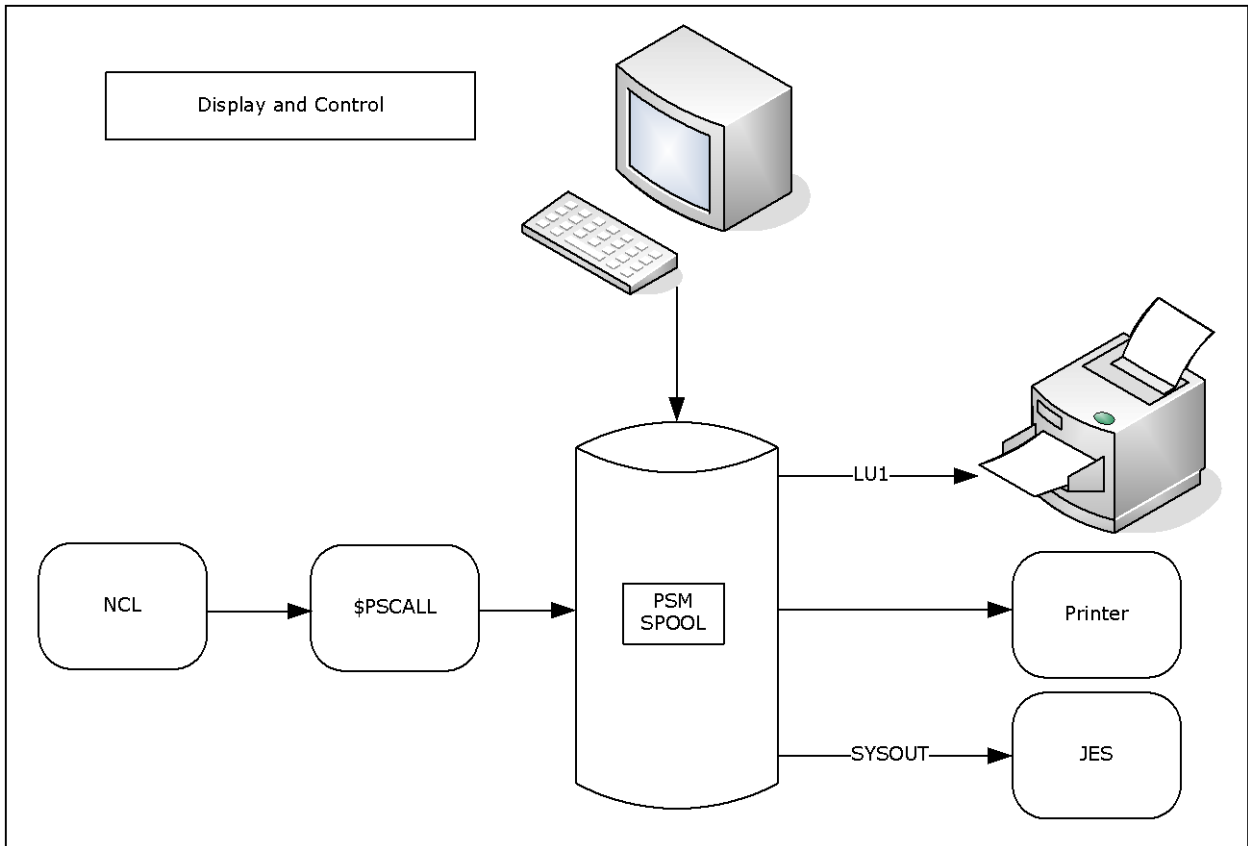 Display and Control
LU1
NCL
$PSCALL
PSM
SPOOL
Printer
SYSOUT
JES